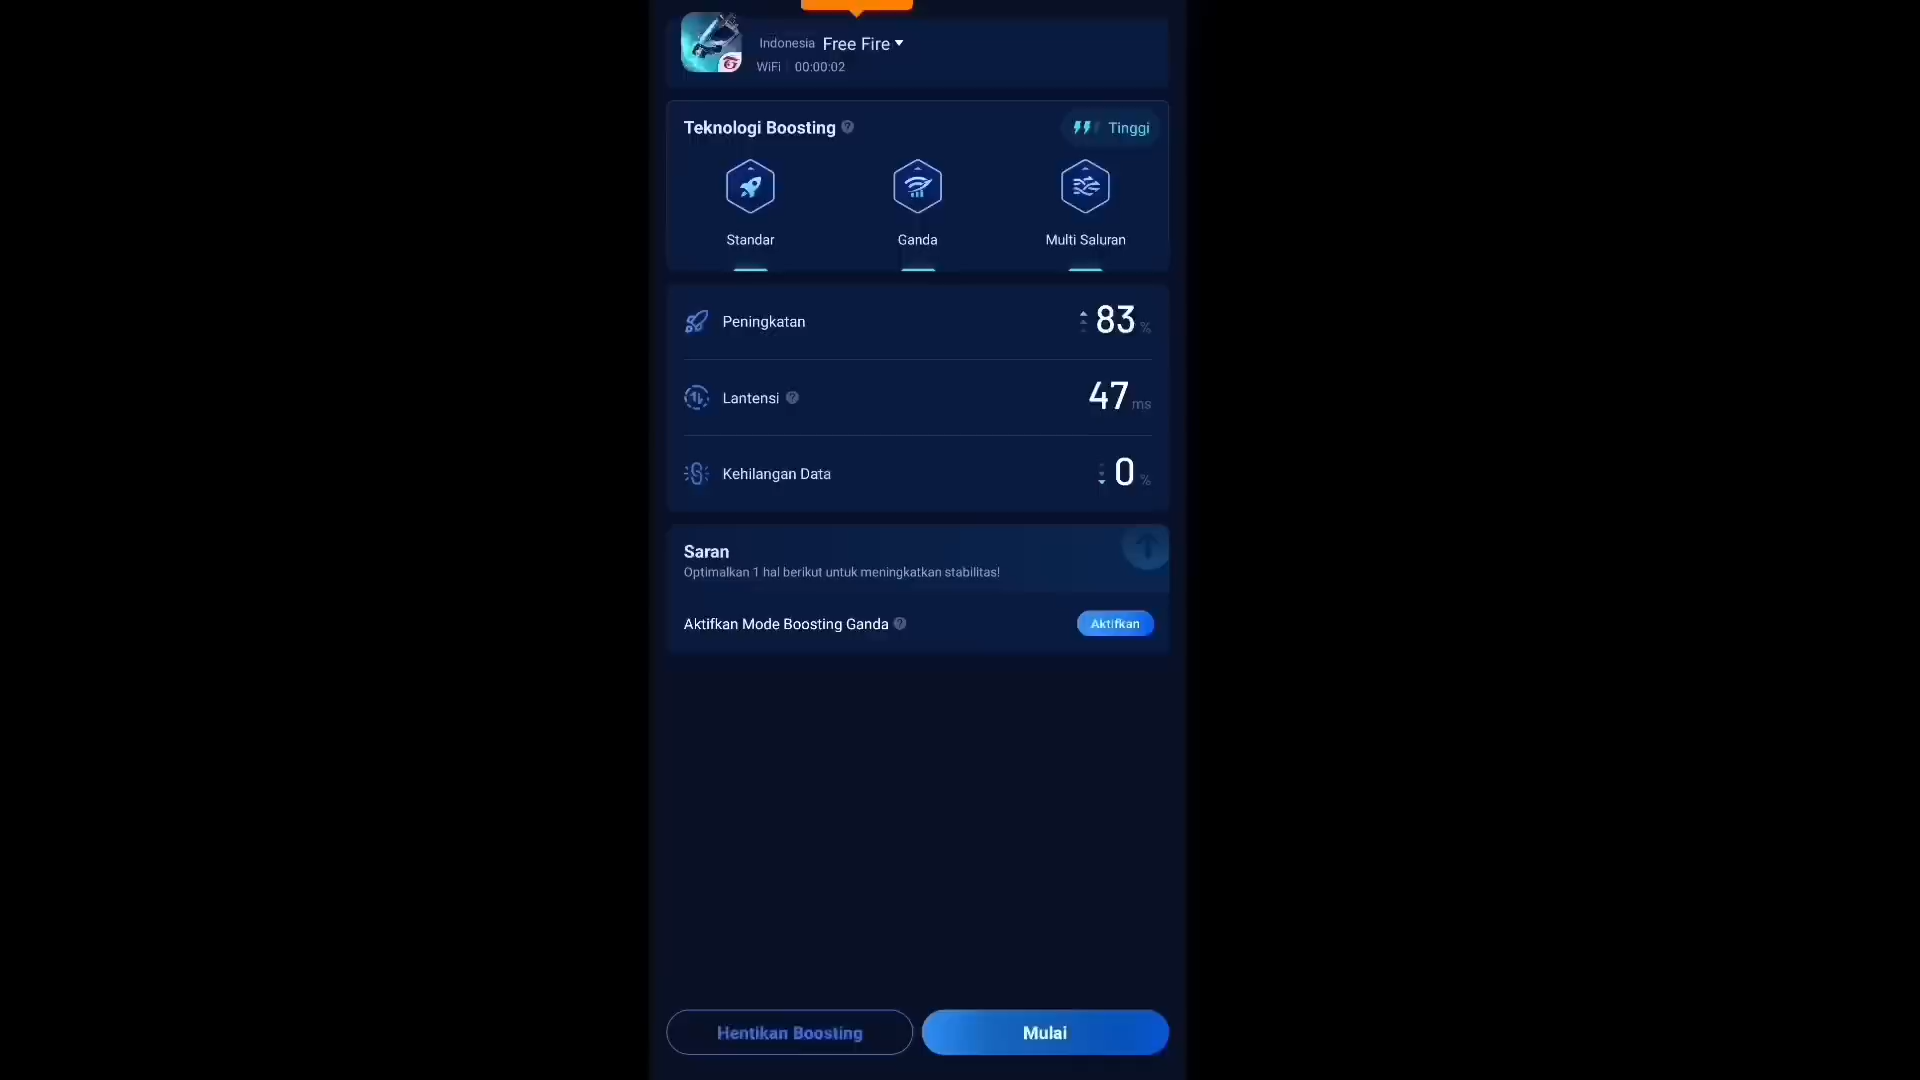 Indonesia Free Fire
WiFi 00:00:02
Teknologi Boosting
Tinggi
Standar
Ganda
Multi Saluran
Peningkatan
83 %
Lantensi
47 ms
Kehilangan Data
0 %
Saran
Optimalkan 1 hal berikut untuk meningkatkan stabilitas!
Aktifkan Mode Boosting Ganda
Aktifkan
Hentikan Boosting
Mulai